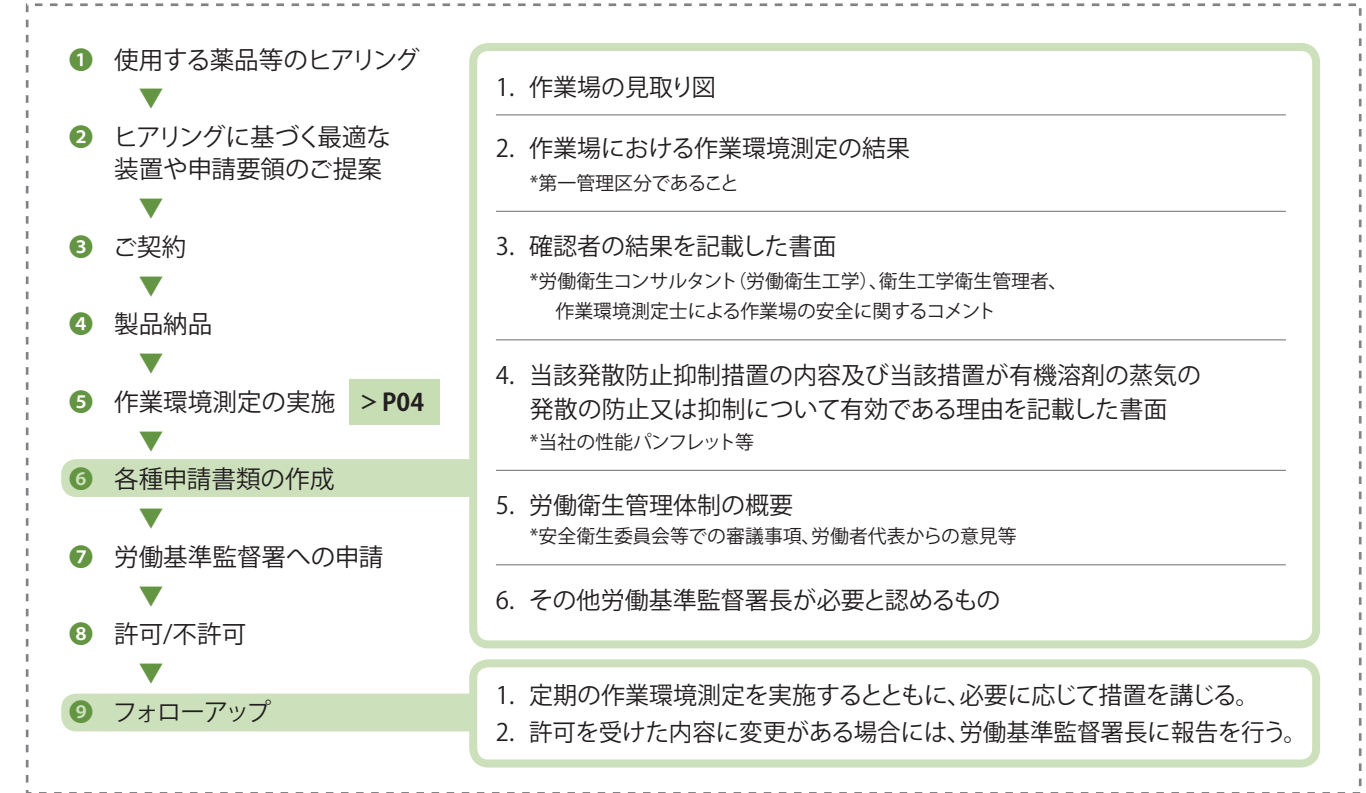 ❶ 使用する薬品等のヒアリング
▼
❷ ヒアリングに基づく最適な
装置や申請要領のご提案
▼
❸ ご契約
▼
❹ 製品納品
▼
❺ 作業環境測定の実施 > P04
▼
❻ 各種申請書類の作成
▼
❼ 労働基準監督署への申請
▼
❽ 許可/不許可
▼
❾ フォローアップ
1. 作業場の見取り図
2. 作業場における作業環境測定の結果
*第一管理区分であること
3. 確認者の結果を記載した書面
*労働衛生コンサルタント（労働衛生工学）、衛生工学衛生管理者、
作業環境測定士による作業場の安全に関するコメント
4. 当該発散防止抑制措置の内容及び当該措置が有機溶剤の蒸気の
発散の防止又は抑制について有効である理由を記載した書面
*当社の性能パンフレット等
5. 労働衛生管理体制の概要
*安全衛生委員会等での審議事項、労働者代表からの意見等
6. その他労働基準監督署長が必要と認めるもの
1. 定期の作業環境測定を実施するとともに、必要に応じて措置を講じる。
2. 許可を受けた内容に変更がある場合には、労働基準監督署長に報告を行う。